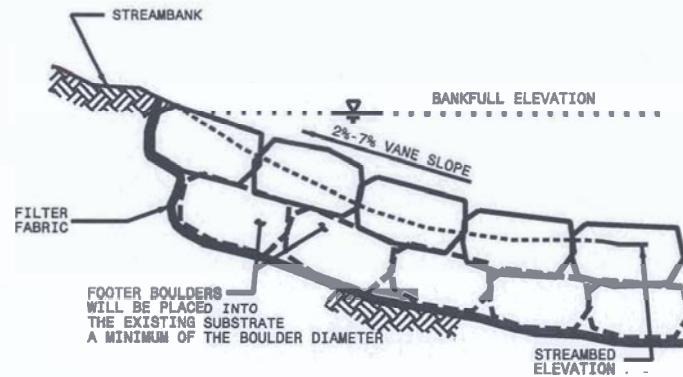 STREAMBANK
BANKFULL ELEVATION
2%-7% VANE SLOPE
FILTER
FABRIC
FOOTER BOULDERS
WILL BE PLACED INTO
THE EXISTING SUBSTRATE
A MINIMUM OF THE BOULDER DIAMETER
STREAMBED
ELEVATION